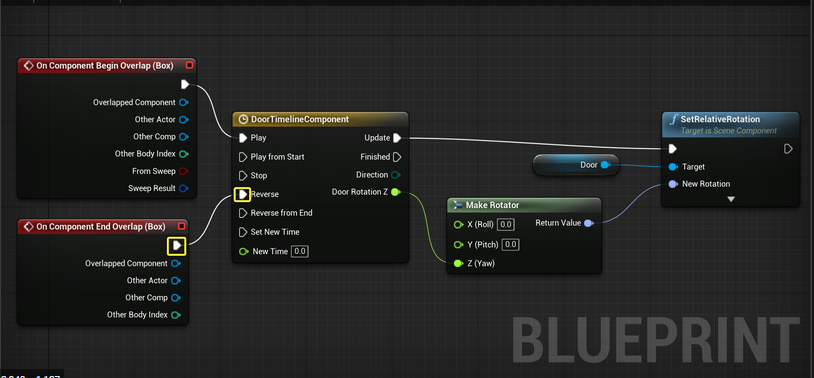 On Component Begin Overlap (Box)
Overlapped Component
Other Actor
Other Comp
Other Body Index
From Sweep
Sweep Result
On Component End Overlap (Box)
Overlapped Component
Other Actor
Other Comp
Other Body Index
DoorTimelineComponent
Play
Update
Play from Start
Finished
Stop
Direction
Reverse
Door Rotation Z
Reverse from End
Set New Time
New Time 0.0
Make Rotator
X (Roll) 0.0
Return Value
Y (Pitch) 0.0
Z (Yaw)
Door
SetRelativeRotation
Target is Scene Component
Target
New Rotation
BLUEPRINT